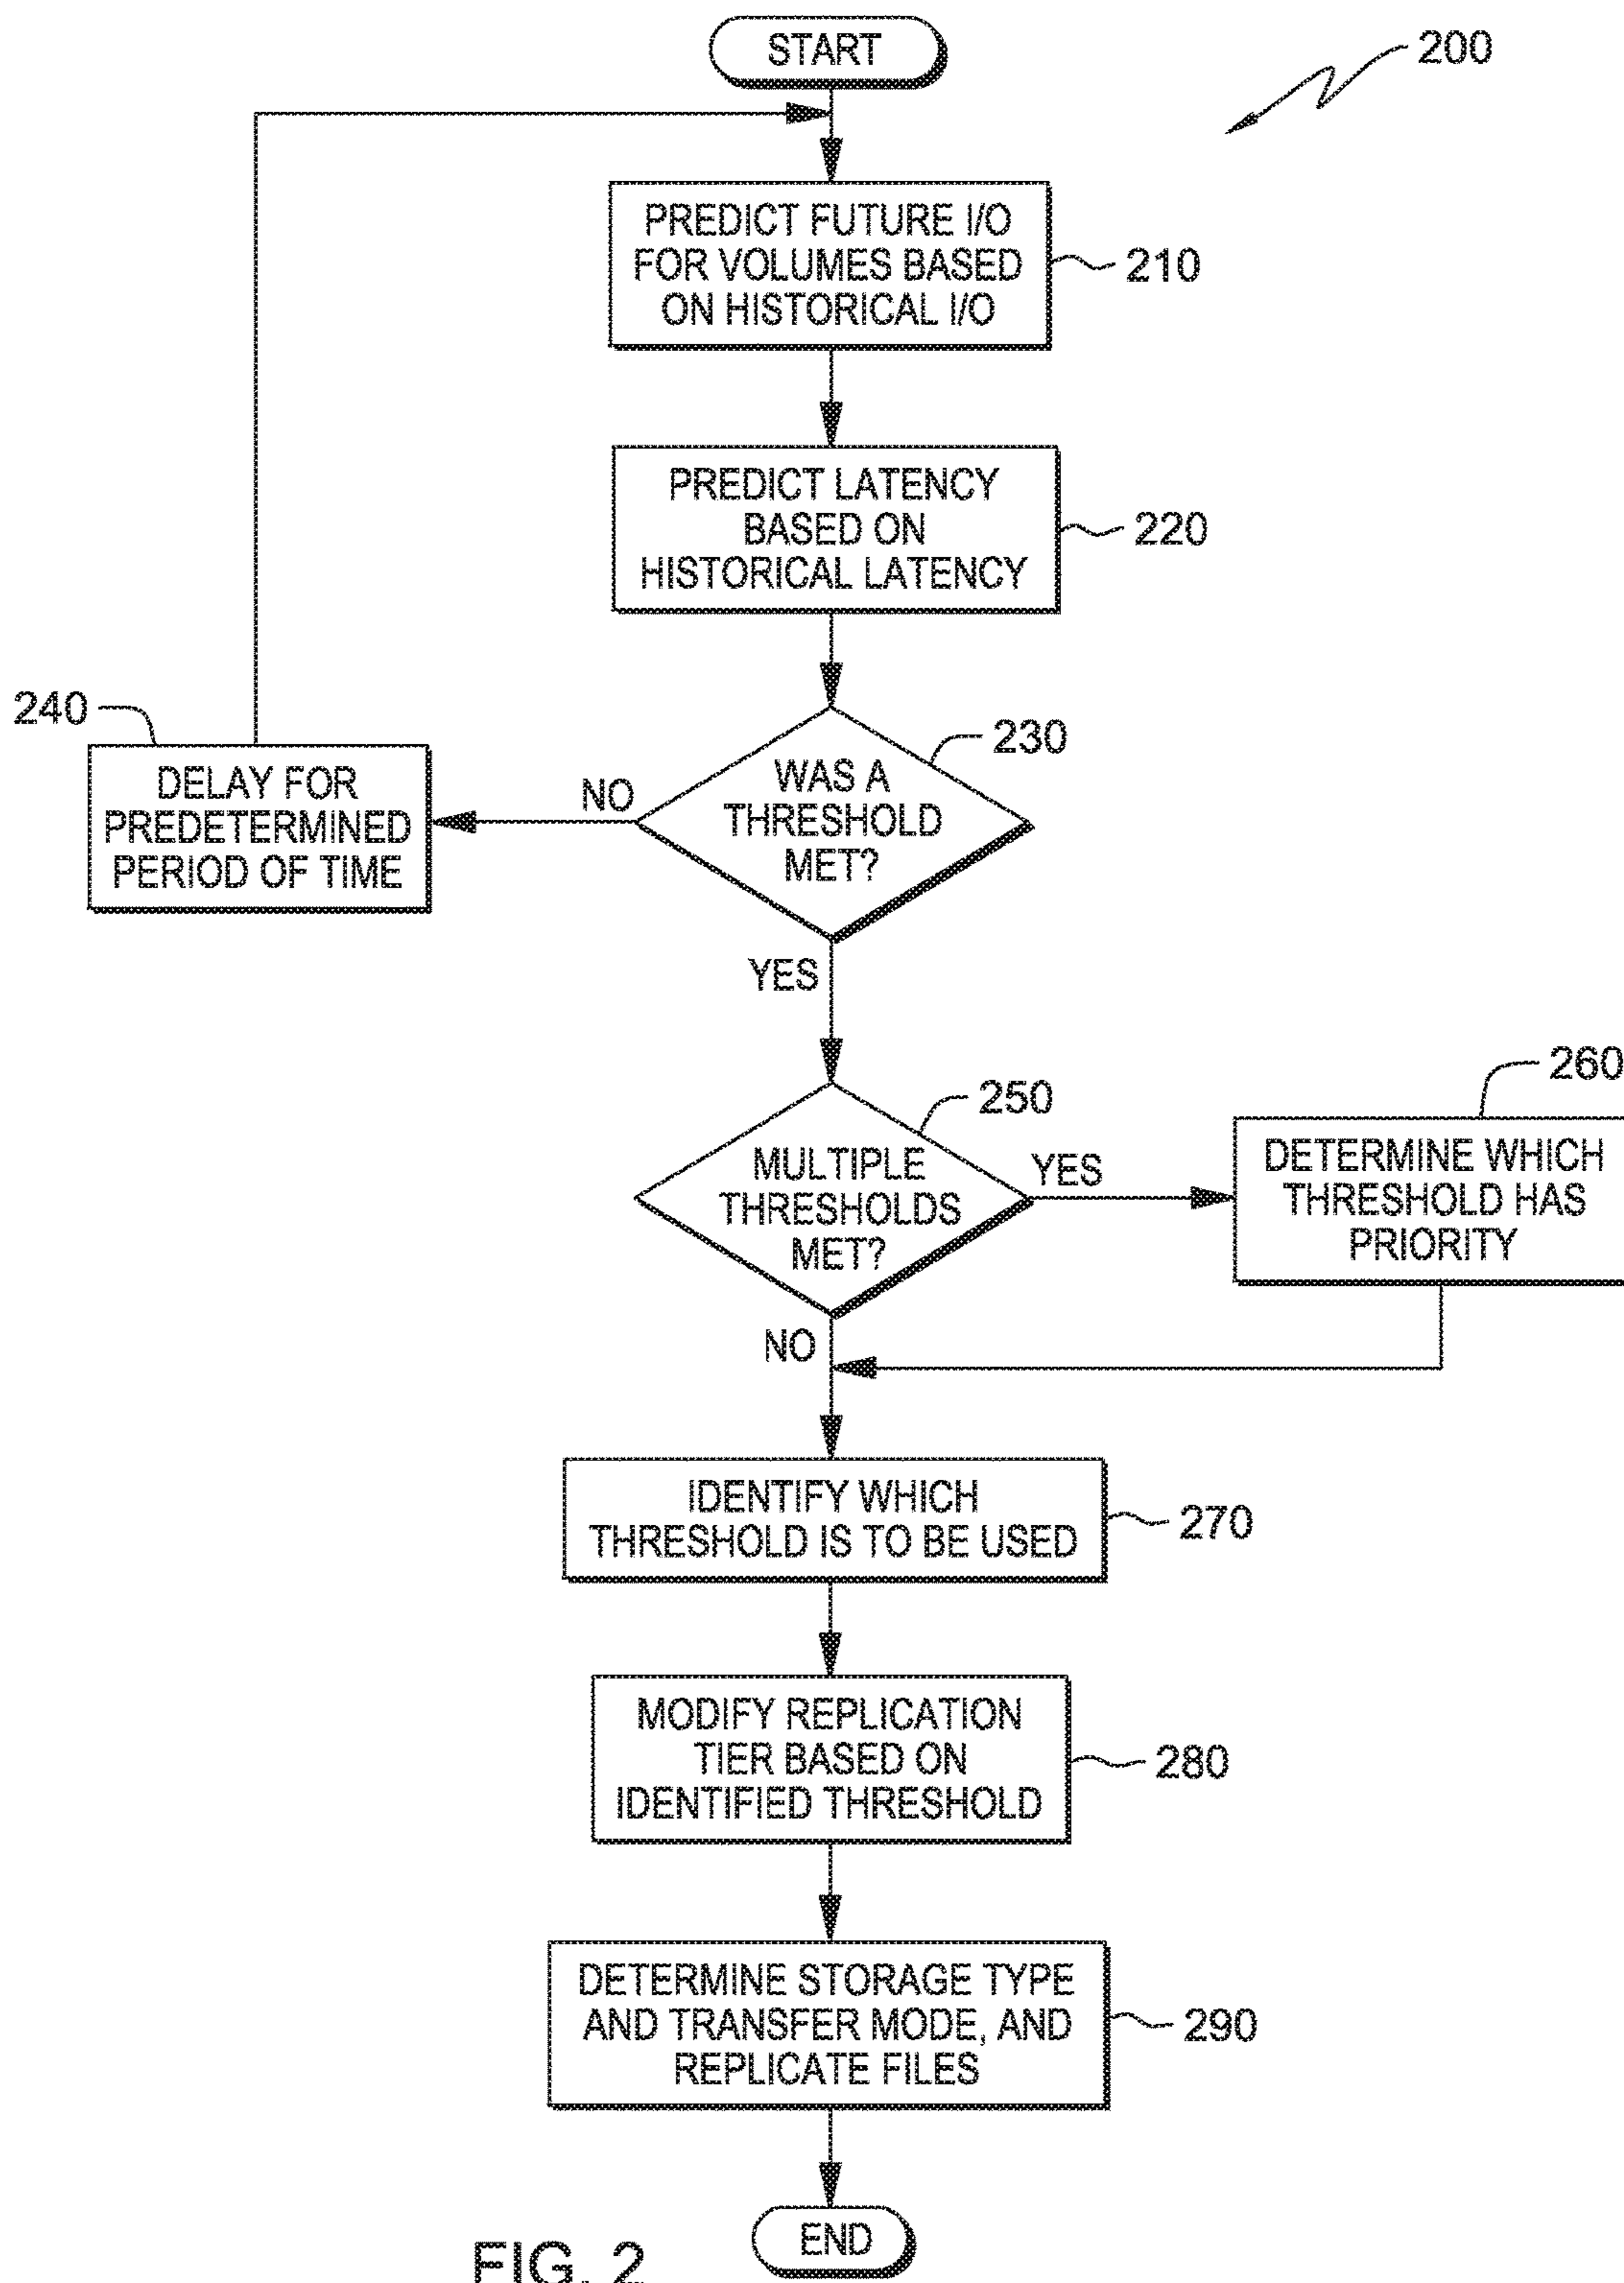 START
200
PREDICT FUTURE I/O
FOR VOLUMES BASED
ON HISTORICAL I/O
210
PREDICT LATENCY
BASED ON
HISTORICAL LATENCY
220
230
WAS A
THRESHOLD
MET?
NO
240
DELAY FOR
PREDETERMINED
PERIOD OF TIME
YES
250
MULTIPLE
THRESHOLDS
MET?
YES
260
DETERMINE WHICH
THRESHOLD HAS
PRIORITY
NO
IDENTIFY WHICH
THRESHOLD IS TO BE USED
270
MODIFY REPLICATION
TIER BASED ON
IDENTIFIED THRESHOLD
280
DETERMINE STORAGE TYPE
AND TRANSFER MODE, AND
REPLICATE FILES
290
END
FIG. 2